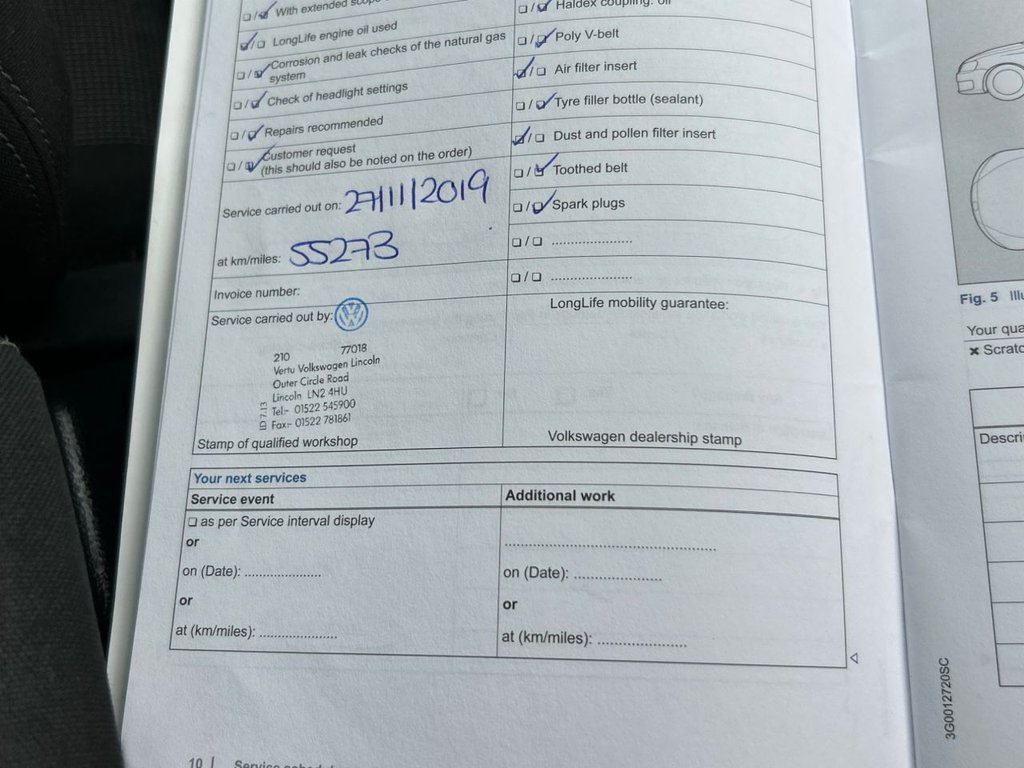 With extended
LongLife engine oil used
Corrosion and leak checks of the natural gas
system
Check of headlight settings
Repairs recommended
Customer request
(this should also be noted on the order)
Service carried out on: 27/11/2019
at km/miles: 55273
Invoice number:
Service carried out by:
210 77018
Vertu Volkswagen Lincoln
Outer Circle Road
Lincoln LN2 4HU
Tel:- 01522 545900
Fax:- 01522 781861
7.13
Stamp of qualified workshop
Haldex coupling: oil
Poly V-belt
Air filter insert
Tyre filler bottle (sealant)
Dust and pollen filter insert
Toothed belt
Spark plugs
LongLife mobility guarantee:
Volkswagen dealership stamp
Your next services
Service event
as per Service interval display
or
on (Date): ......................
or
at (km/miles): ......................
Additional work
on (Date): ......................
or
at (km/miles): ......................
10 | Service
Fig. 5
Your qua
Scratc
Descri
3G0012720SC